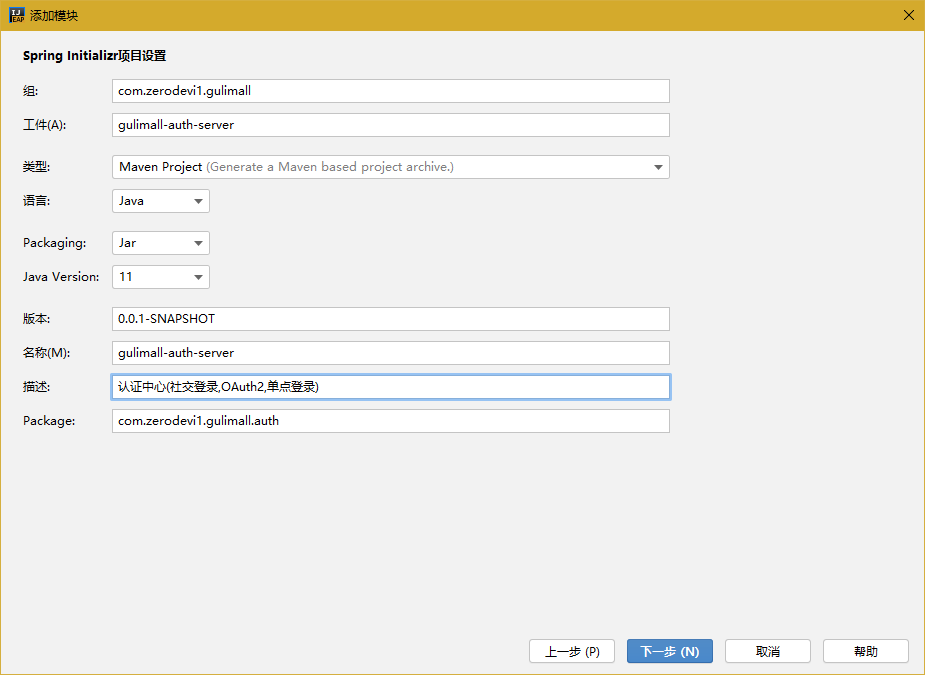 添加模块
Spring Initializr项目设置
组: com.zerodevi1.gulimall
工件(A): gulimall-auth-server
类型: Maven Project (Generate a Maven based project archive.)
语言: Java
Packaging: Jar
Java Version: 11
版本: 0.0.1-SNAPSHOT
名称(M): gulimall-auth-server
描述: 认证中心(社交登录,OAuth2,单点登录)
Package: com.zerodevi1.gulimall.auth
上一步 (P) 下一步 (N) 取消 帮助